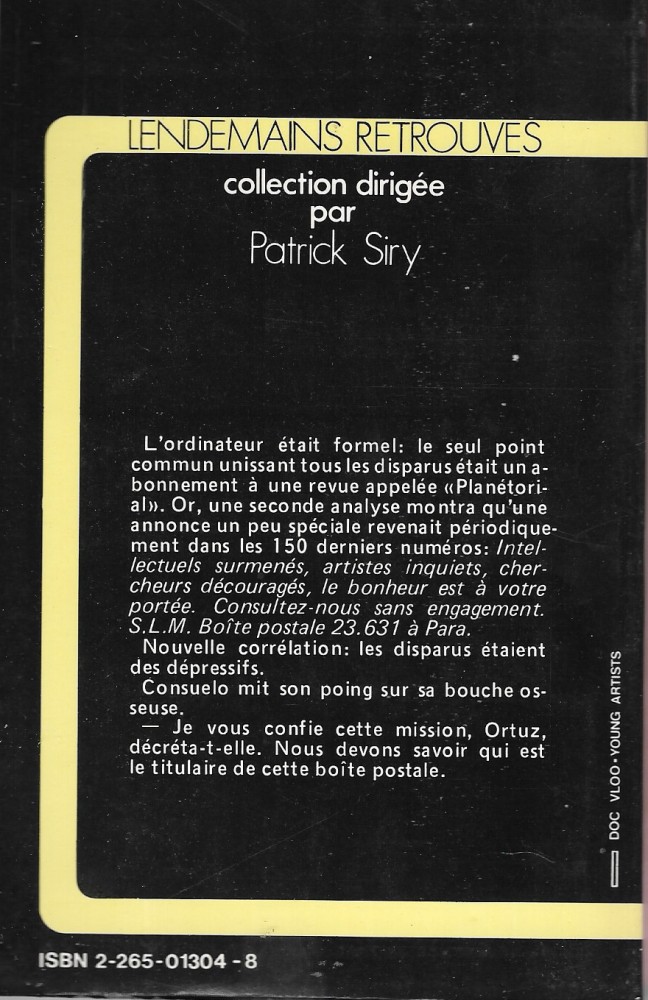 LENDEMAINS RETROUVES
collection dirigée
par
Patrick Siry
L'ordinateur était formel: le seul point
commun unissant tous les disparus était un a-
bonnement à une revue appelée «Planétori-
al». Or, une seconde analyse montra qu'une
annonce un peu spéciale revenait périodique-
ment dans les 150 derniers numéros: Intel-
lectuels surmenés, artistes inquiets, cher-
cheurs découragés, le bonheur est à votre
portée. Consultez-nous sans engagement.
S.L.M. Boîte postale 23.631 à Para.
Nouvelle corrélation: les disparus étaient
des dépressifs.
Consuelo mit son poing sur sa bouche os-
seuse.
— Je vous confie cette mission, Ortuz,
décréta-t-elle. Nous devons savoir qui est
le titulaire de cette boîte postale.
DOC VLOO•YOUNG ARTISTS
ISBN 2-265-01304-8